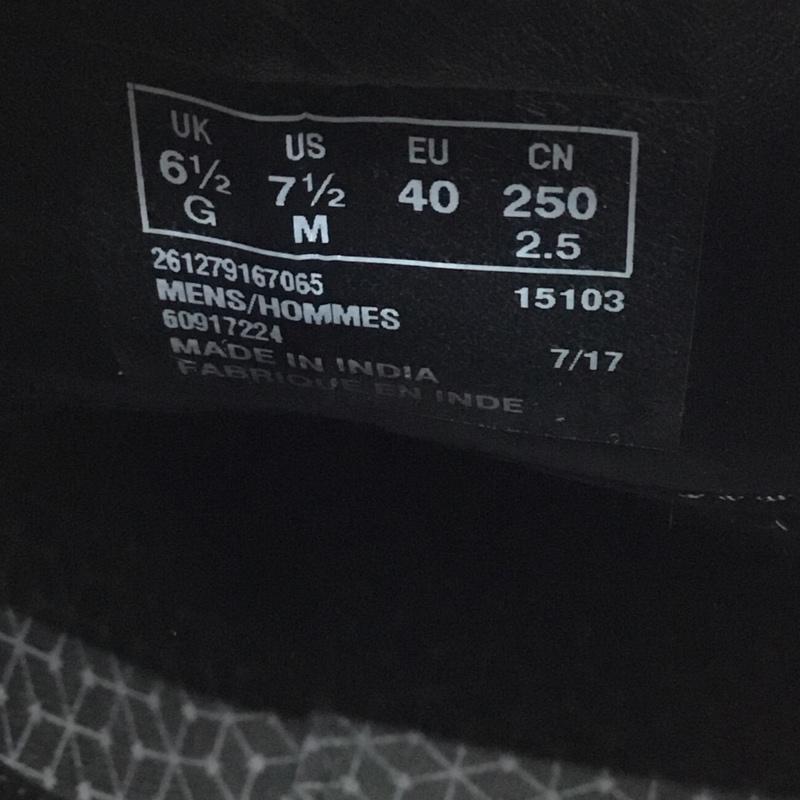 UK US EU CN
6½ 7½ 40 250
G M 2.5
261279167065 15103
MENS/HOMMES
60917224 7/17
MADE IN INDIA
FABRIQUE EN INDE